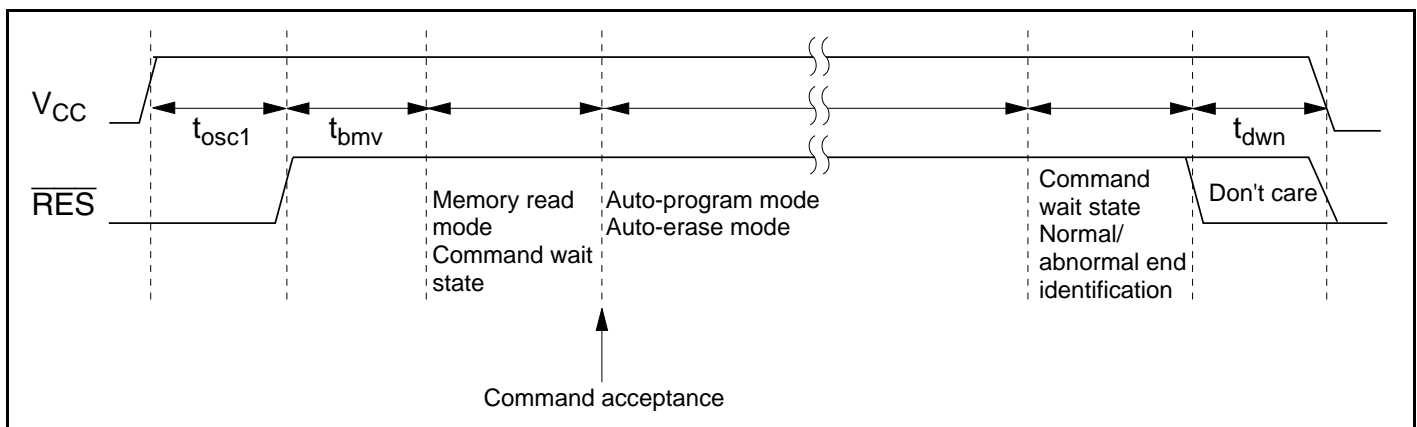 VCC
tosc1
tbmv
tdwn
RES
Memory read
mode
Command wait
state
Auto-program mode
Auto-erase mode
Command
wait state
Normal/
abnormal end
identification
Don't care
Command acceptance